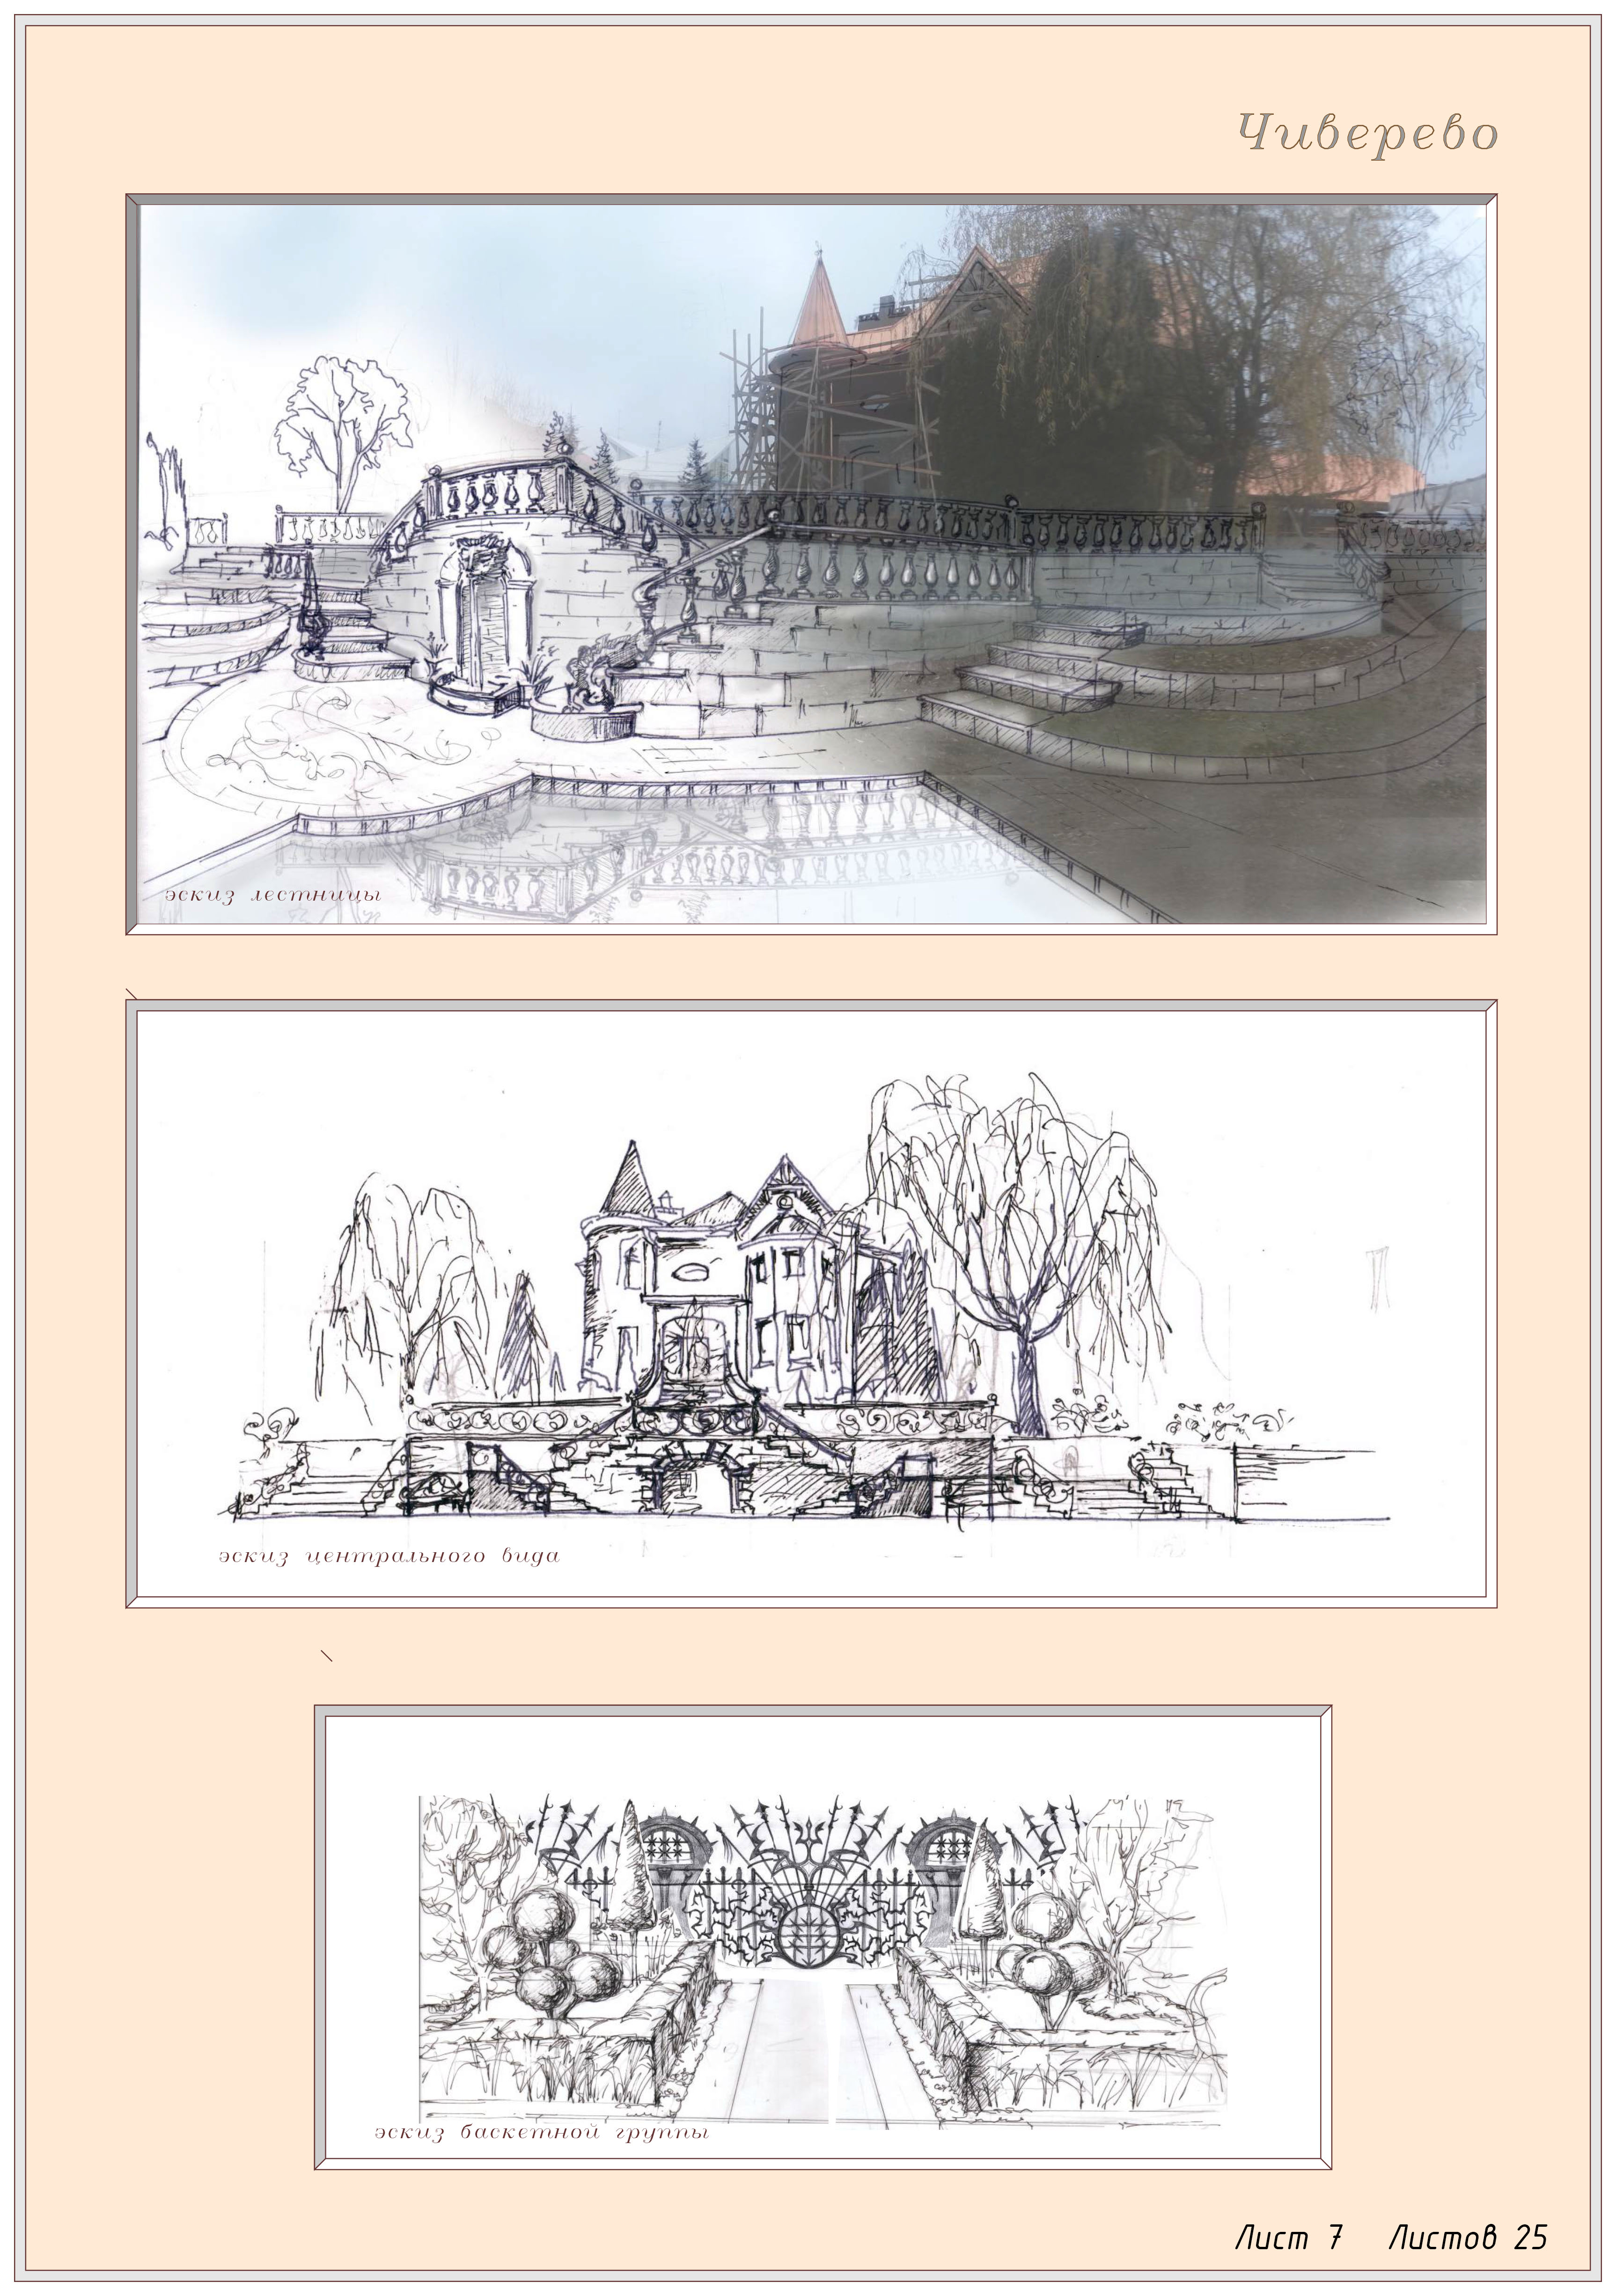 Чиверево
эскиз лестницы
эскиз центрального вида
эскиз баскетной группы
Лист 7 Листов 25